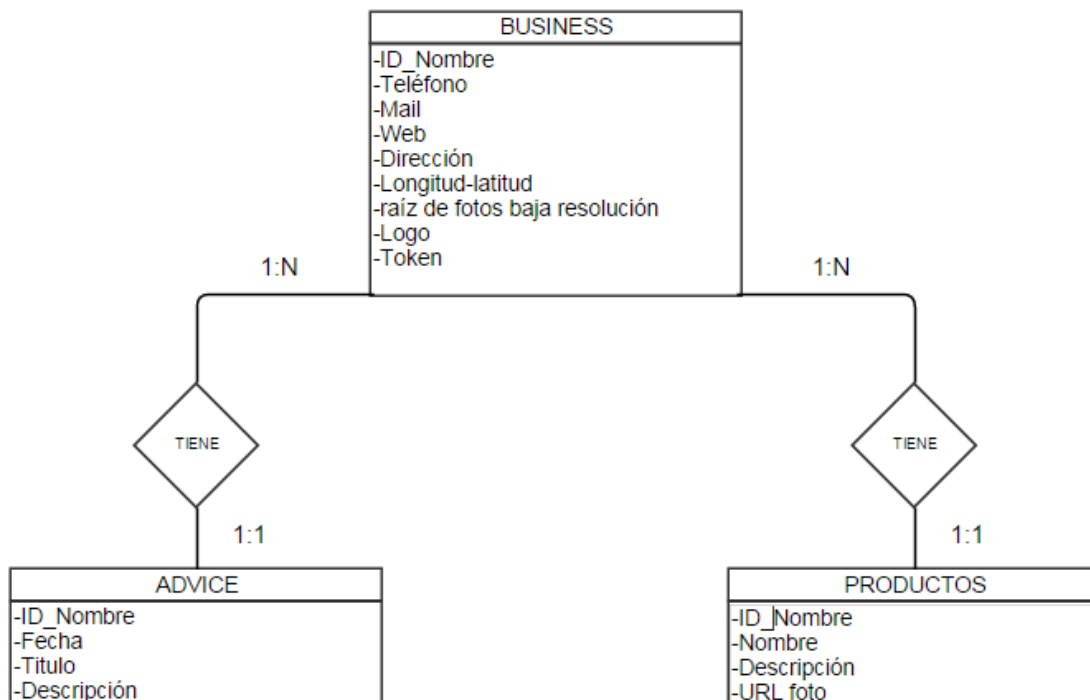 BUSINESS
-ID_Nombre
-Teléfono
-Mail
-Web
-Dirección
-Longitud-latitud
-raíz de fotos baja resolución
-Logo
-Token
1:N
1:N
TIENE
TIENE
1:1
1:1
ADVICE
-ID_Nombre
-Fecha
-Titulo
-Descripción
PRODUCTOS
-ID_Nombre
-Nombre
-Descripción
-URL foto